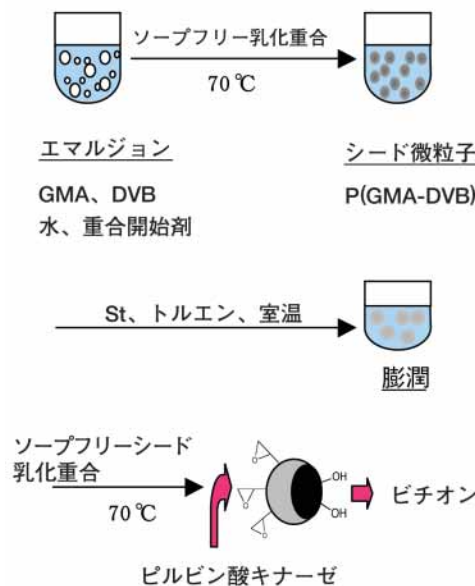 ソープフリー乳化重合
70 ℃
エマルジョン
シード微粒子
GMA、DVB
P(GMA-DVB)
水、重合開始剤
St、トルエン、室温
膨潤
ソープフリーシード
乳化重合
70 ℃
O
O
O
OH
OH
ビチオン
ピルビン酸キナーゼ